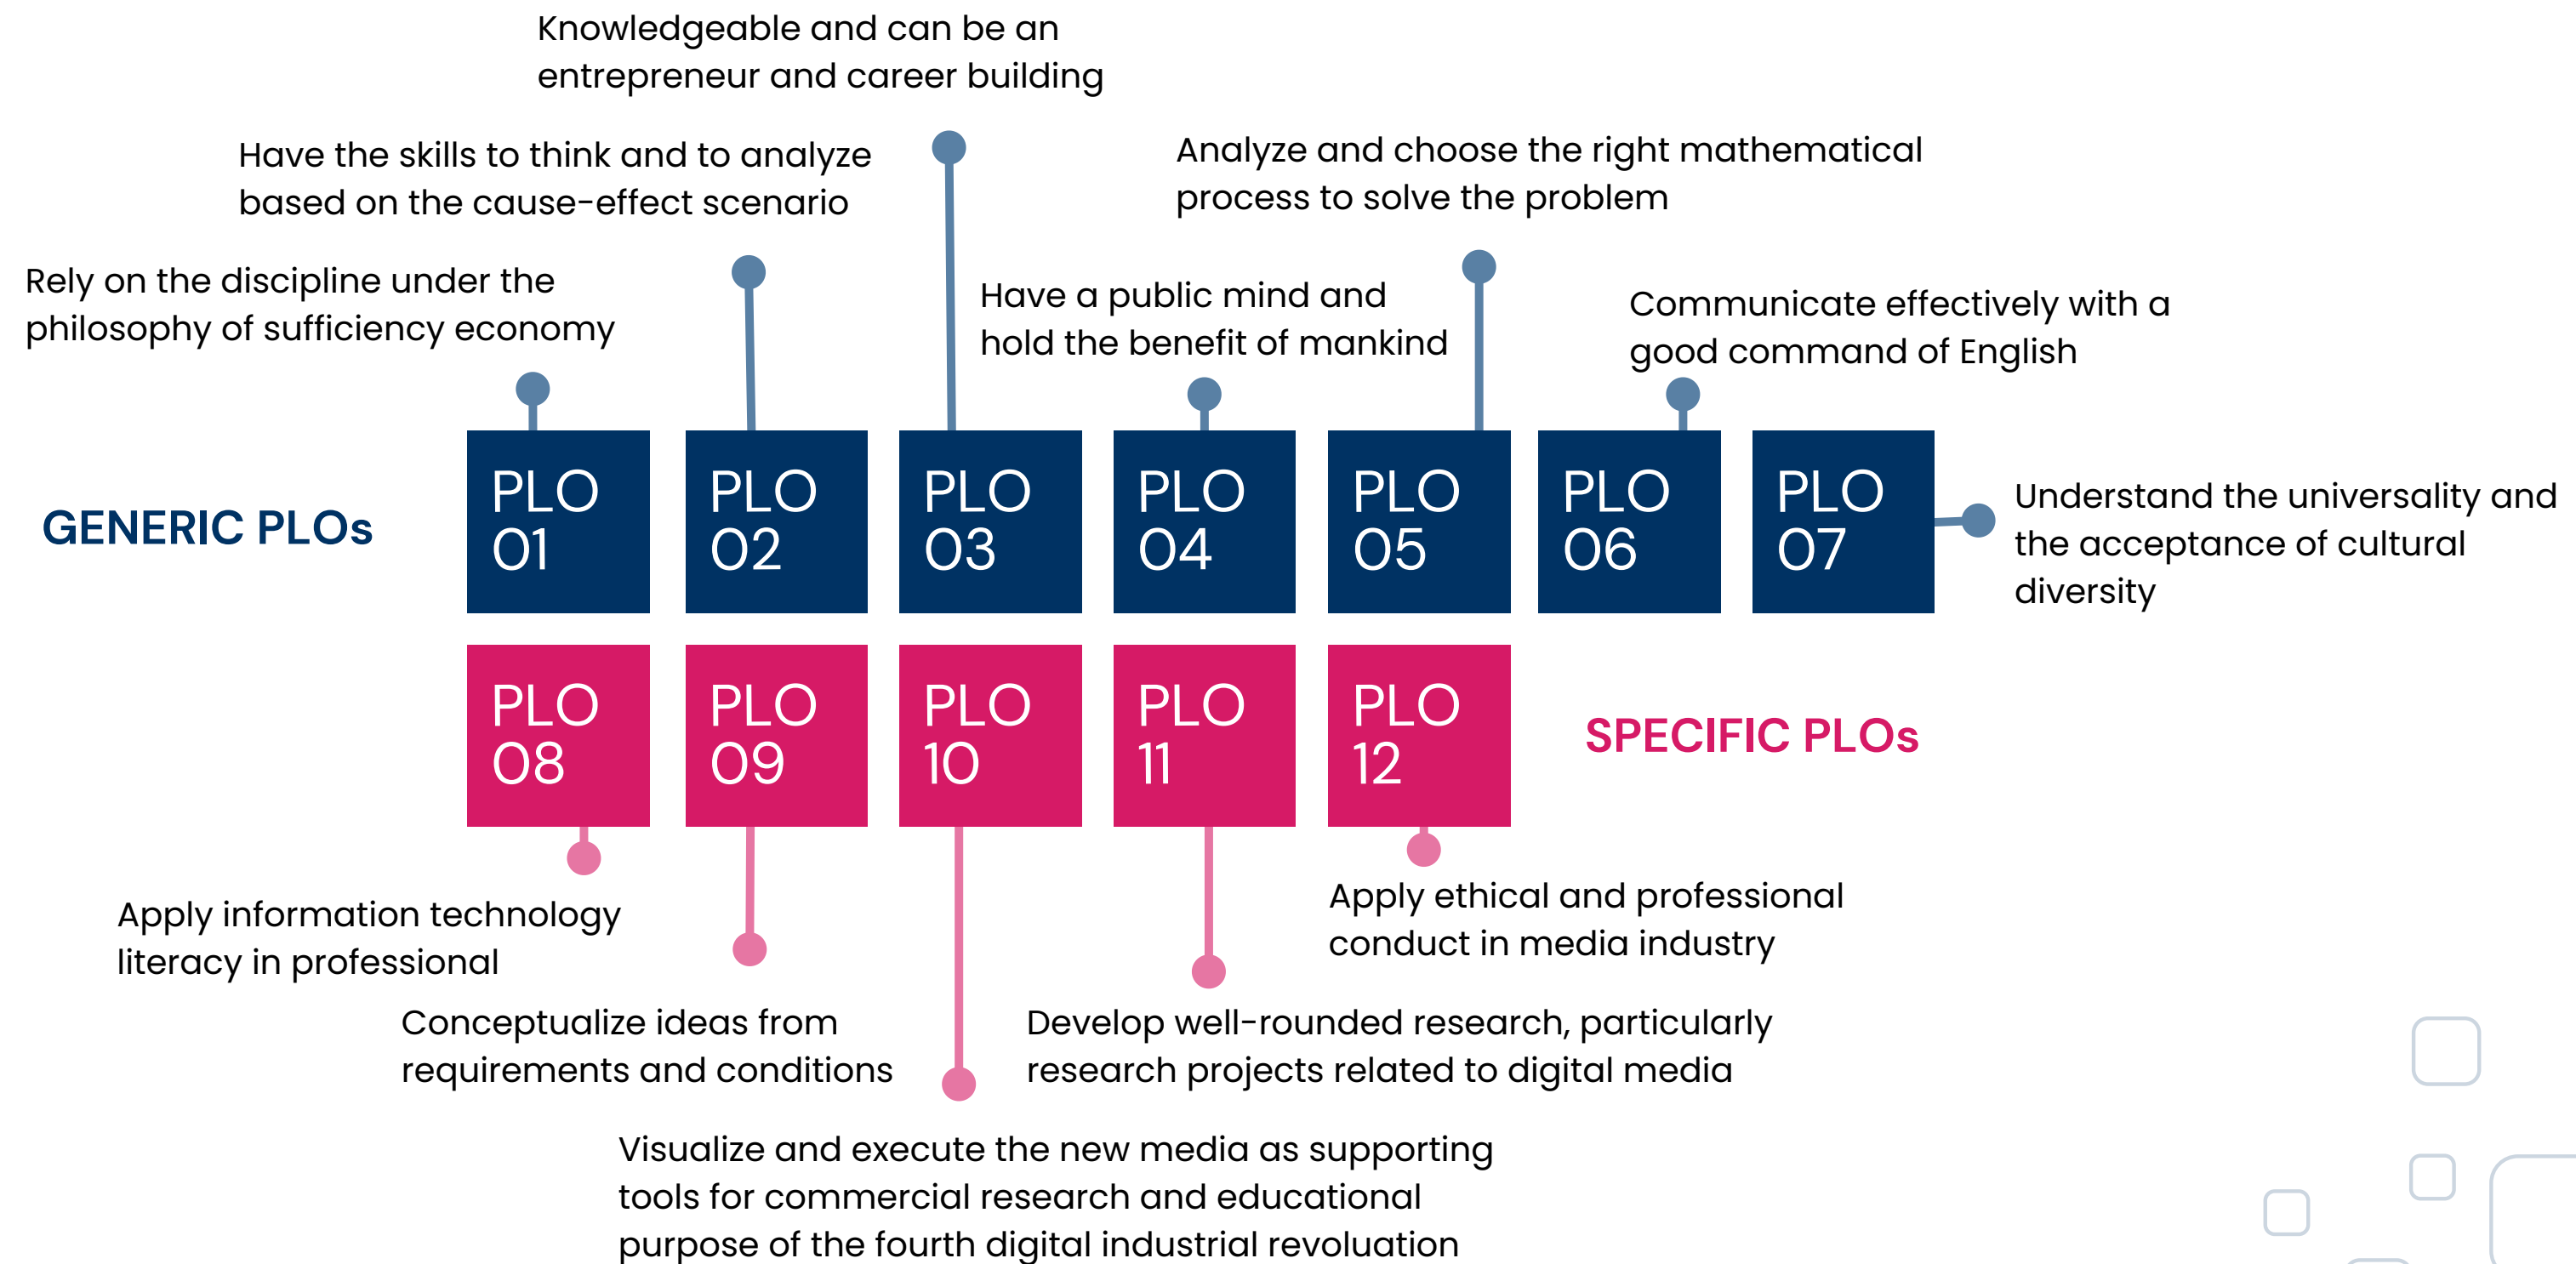 Knowledgeable and can be an
entrepreneur and career building
Have the skills to think and to analyze
based on the cause-effect scenario
Analyze and choose the right mathematical
process to solve the problem
Rely on the discipline under the
philosophy of sufficiency economy
Have a public mind and
hold the benefit of mankind
Communicate effectively with a
good command of English
GENERIC PLOs
PLO
01
PLO
02
PLO
03
PLO
04
PLO
05
PLO
06
PLO
07
Understand the universality and
the acceptance of cultural
diversity
PLO
08
PLO
09
PLO
10
PLO
11
PLO
12
SPECIFIC PLOs
Apply information technology
literacy in professional
Apply ethical and professional
conduct in media industry
Conceptualize ideas from
requirements and conditions
Develop well-rounded research, particularly
research projects related to digital media
Visualize and execute the new media as supporting
tools for commercial research and educational
purpose of the fourth digital industrial revoluation